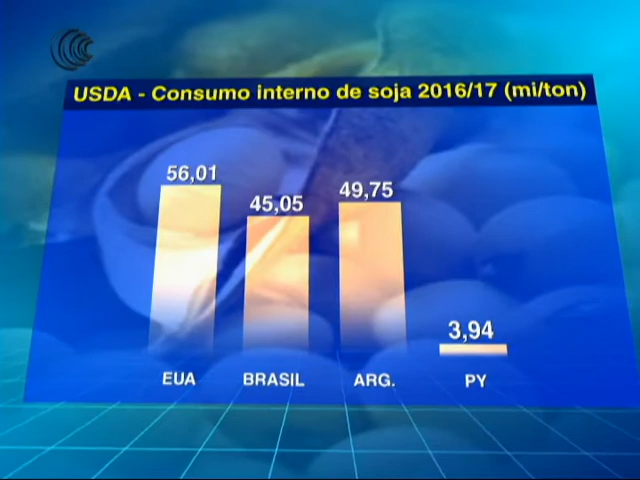 USDA - Consumo interno de soja 2016/17 (mi/ton)
56,01
45,05
49,75
3,94
EUA
BRASIL
ARG.
PY